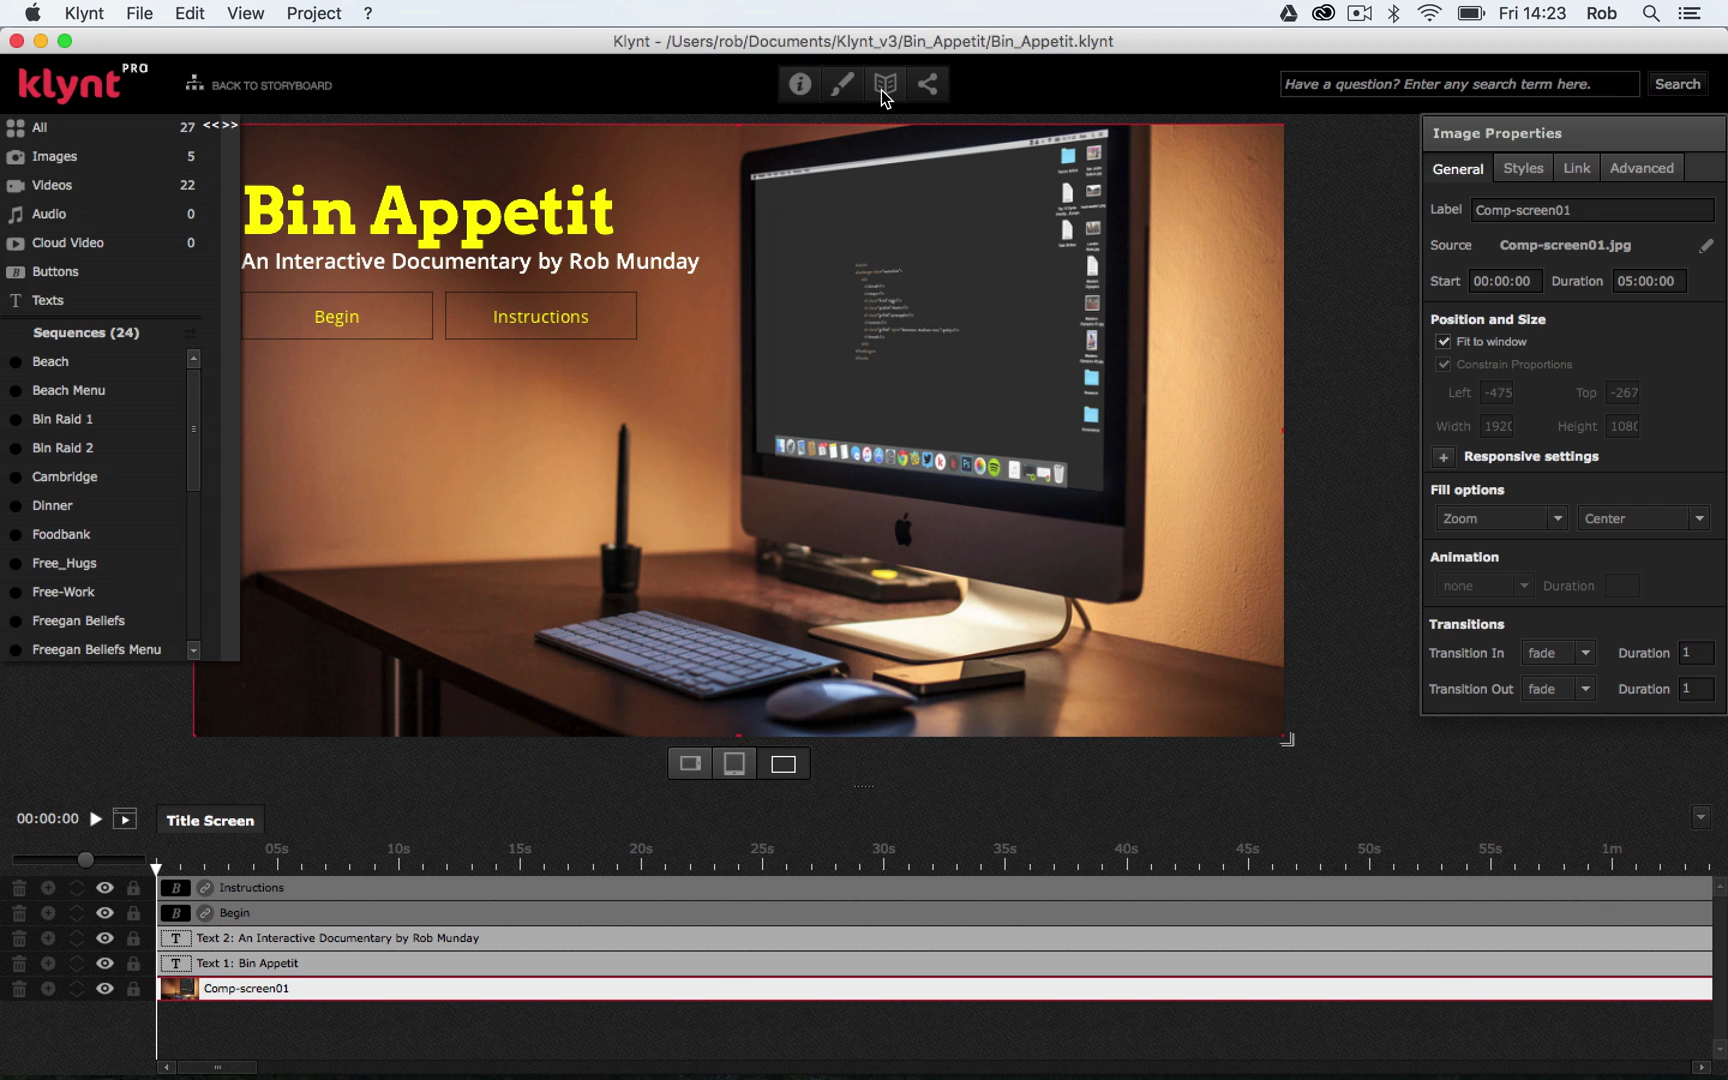 Klynt File Edit View Project ? Fri 14:23 Rob
Klynt - /Users/rob/Documents/Klynt_v3/Bin_Appetit/Bin_Appetit.klynt
klynt PRO BACK TO STORYBOARD Have a question? Enter any search term here. Search
All 27 <<>>
Images 5
Videos 22
Audio 0
Cloud Video 0
B Buttons
T Texts
Sequences (24)
Beach
Beach Menu
Bin Raid 1
Bin Raid 2
Cambridge
Dinner
Foodbank
Free_Hugs
Free-Work
Freegan Beliefs
Freegan Beliefs Menu
Bin Appetit
An Interactive Documentary by Rob Munday
Begin Instructions
Image Properties
General Styles Link Advanced
Label Comp-screen01
Source Comp-screen01.jpg
Start 00:00:00 Duration 05:00:00
Position and Size
Fit to window
Constrain Proportions
Left -475 Top -267
Width 1920 Height 1080
+ Responsive settings
Fill options
Zoom Center
Animation
none Duration
Transitions
Transition In fade Duration 1
Transition Out fade Duration 1
00:00:00 Title Screen
05s 10s 15s 20s 25s 30s 35s 40s 45s 50s 55s 1m
B Instructions
B Begin
T Text 2: An Interactive Documentary by Rob Munday
T Text 1: Bin Appetit
Comp-screen01